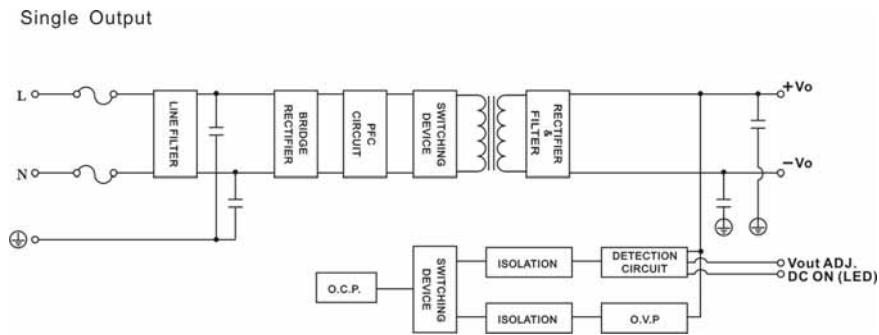 Single Output
L
N
LINE FILTER
BRIDGE
RECTIFIER
PFC
CIRCUIT
SWITCHING
DEVICE
RECTIFIER
&
FILTER
+Vo
−Vo
O.C.P.
SWITCHING
DEVICE
ISOLATION
DETECTION
CIRCUIT
Vout ADJ.
DC ON (LED)
ISOLATION
O.V.P